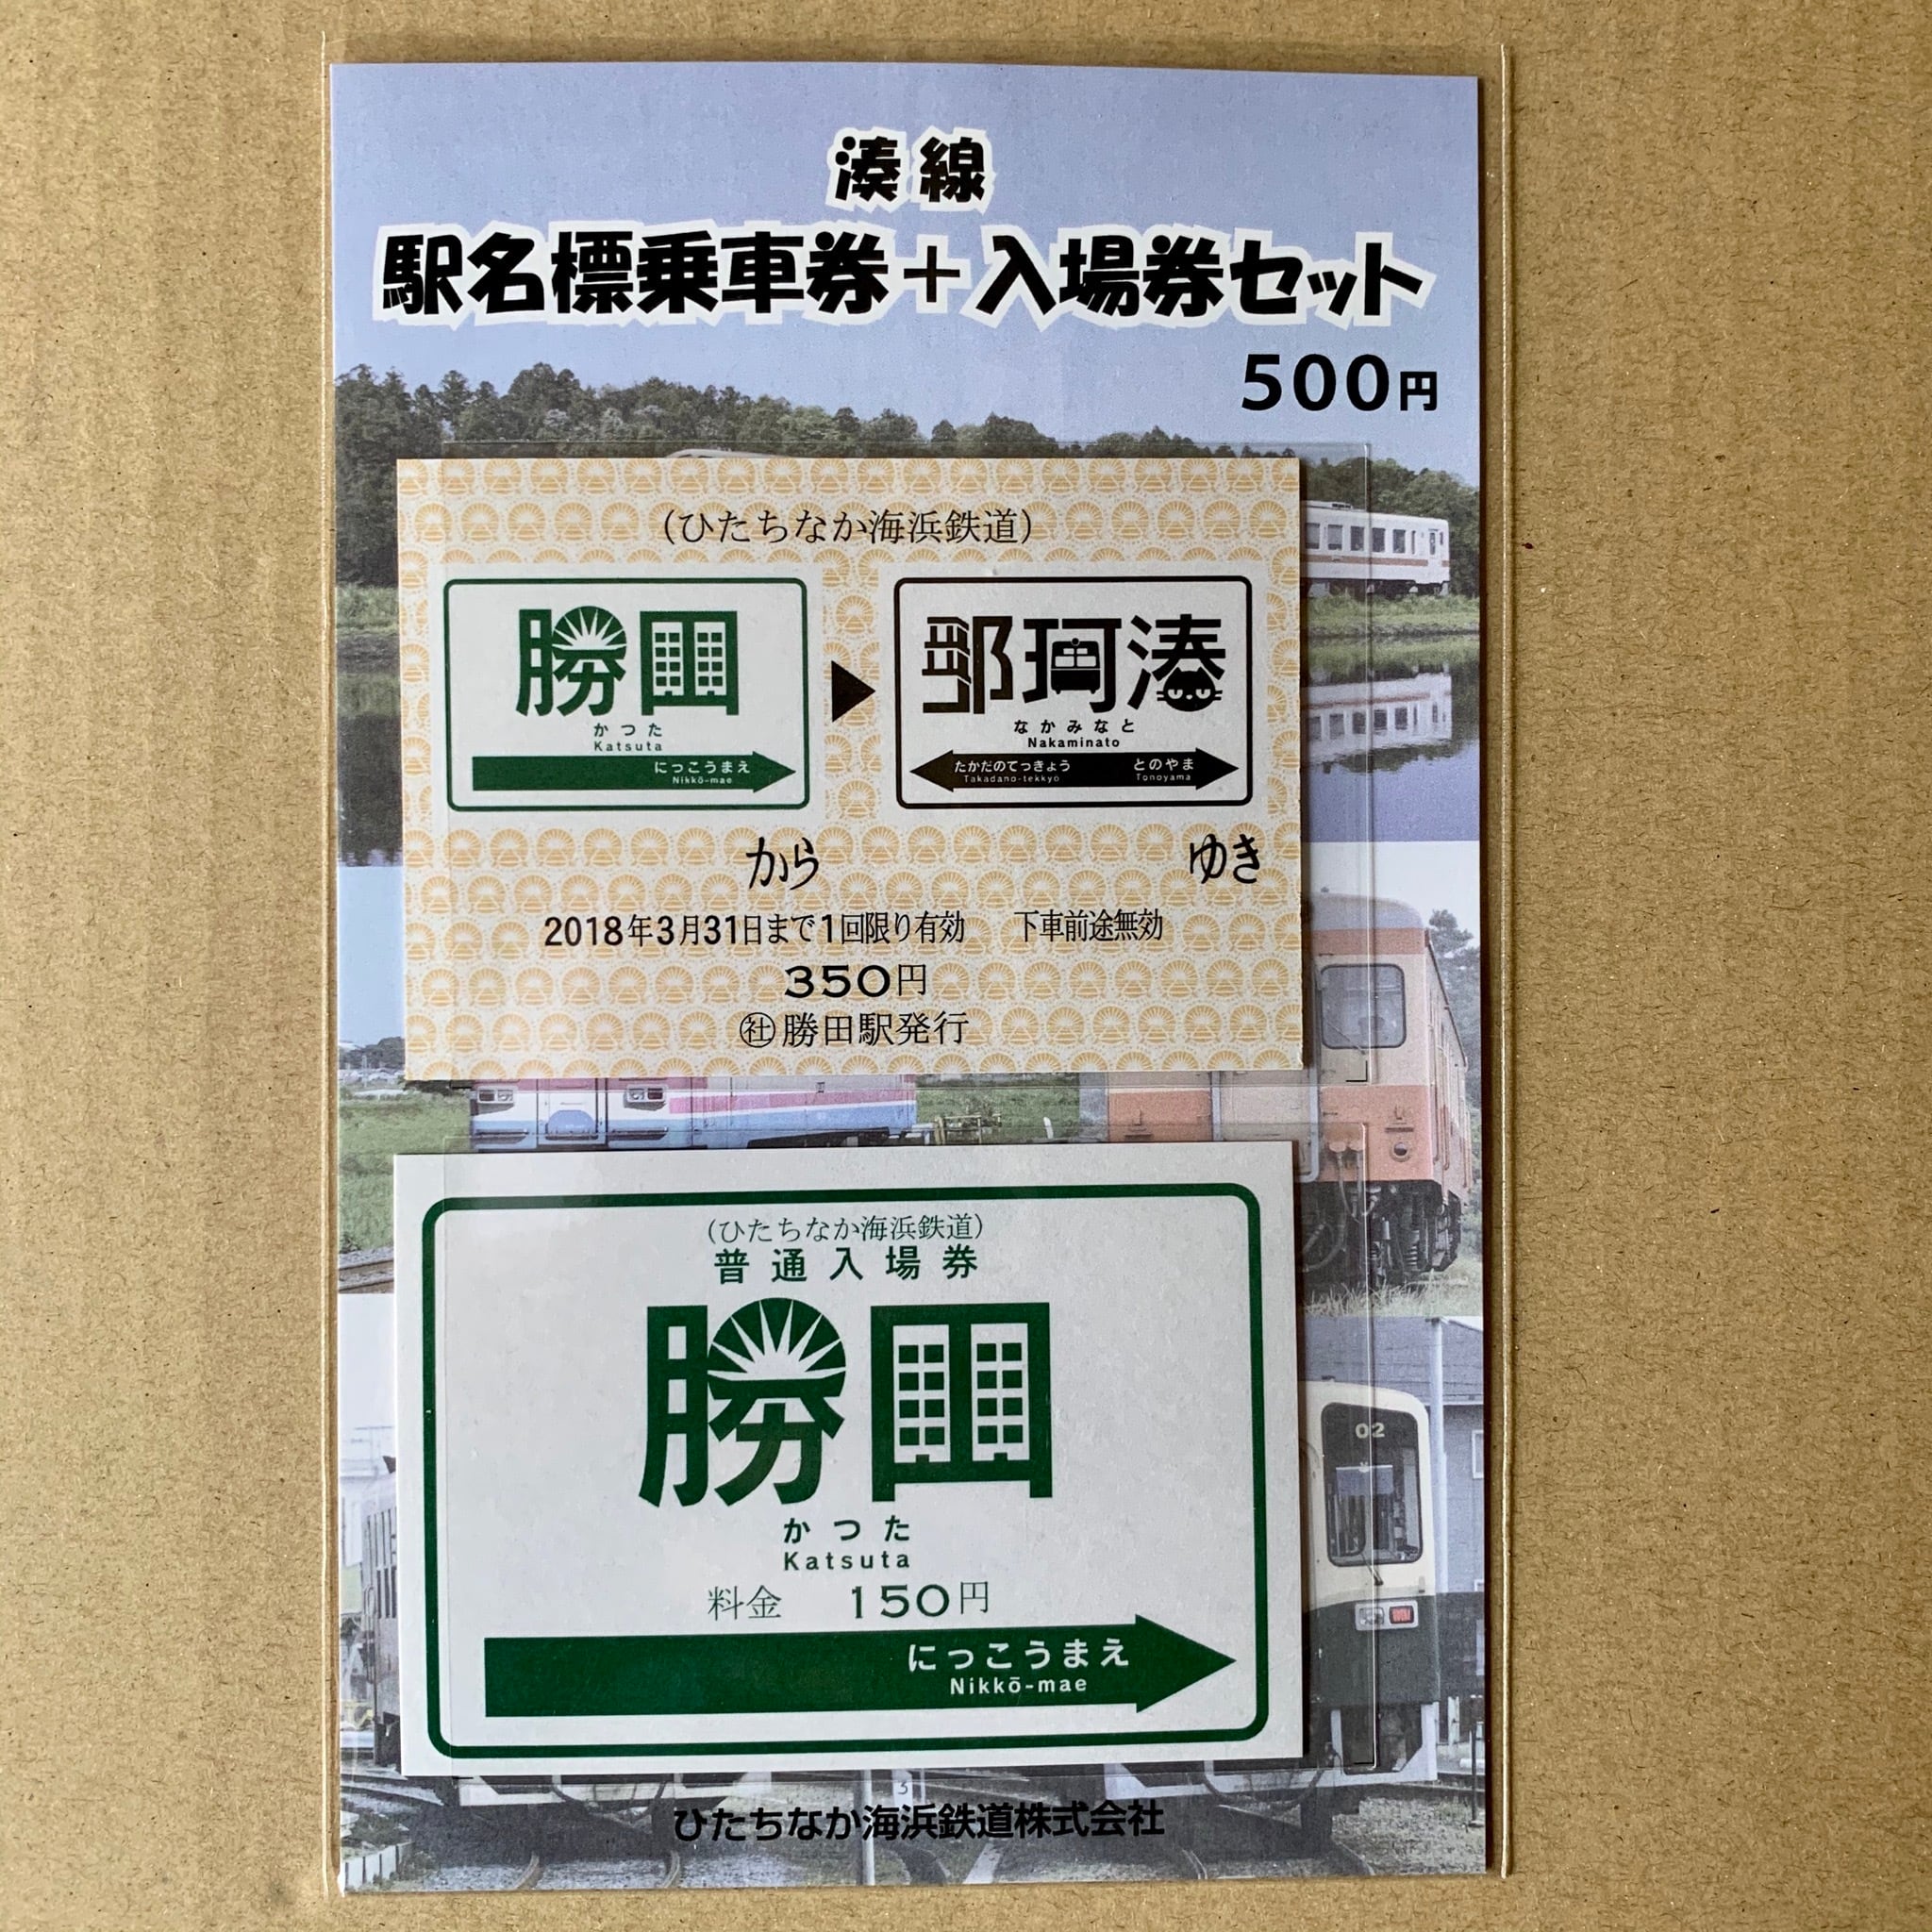 湊線
駅名標乗車券+入場券セット
500円
(ひたちなか海浜鉄道)
勝田
かつた
Katsuta
にっこうまえ
Nikkō-mae
那珂湊
なかみなと
Nakaminato
たかだのてっきょう
Takadano-tekkyo
とのやま
Tonoyama
から
ゆき
2018年3月31日まで1回限り有効 下車前途無効
350円
㈳勝田駅発行
(ひたちなか海浜鉄道)
普通入場券
勝田
かつた
Katsuta
料金 150円
にっこうまえ
Nikkō-mae
02
3
ひたちなか海浜鉄道株式会社